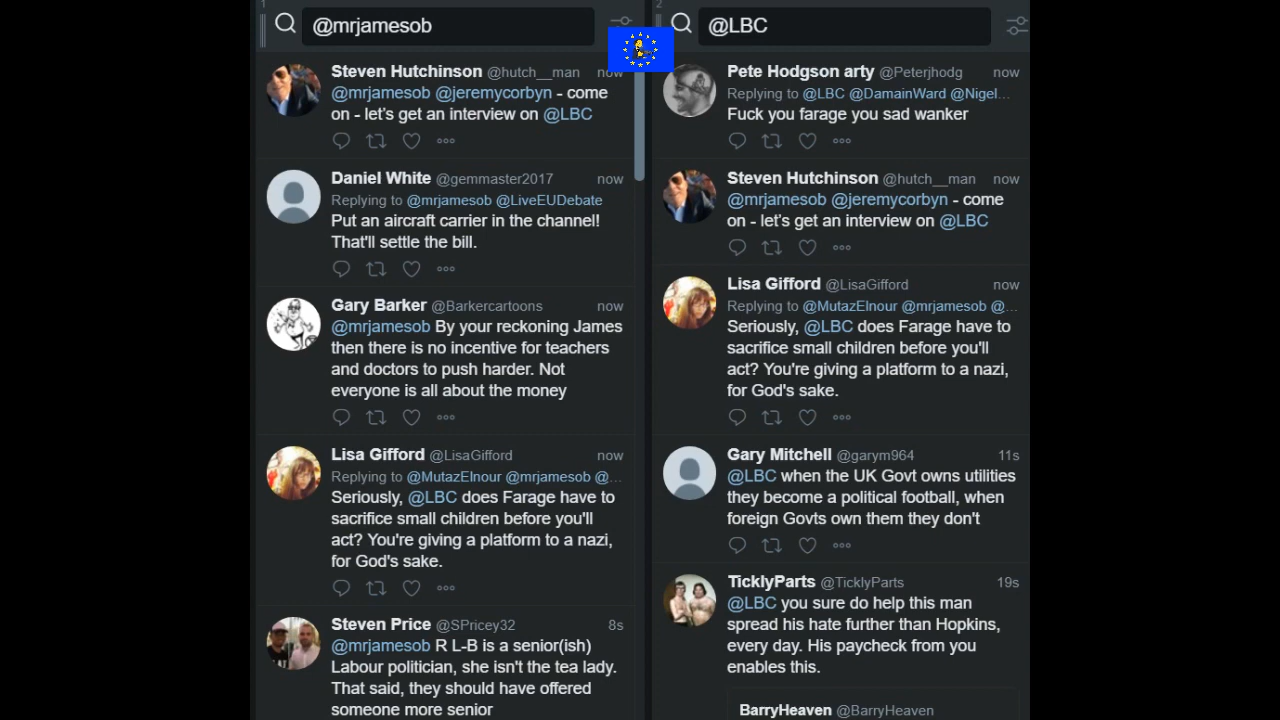 1
@mrjamesob
Steven Hutchinson @hutch__man now
@mrjamesob @jeremycorbyn - come
on - let's get an interview on @LBC
Daniel White @gemmaster2017 now
Replying to @mrjamesob @LiveEUDebate
Put an aircraft carrier in the channel!
That'll settle the bill.
Gary Barker @Barkercartoons now
@mrjamesob By your reckoning James
then there is no incentive for teachers
and doctors to push harder. Not
everyone is all about the money
Lisa Gifford @LisaGifford now
Replying to @MutazElnour @mrjamesob @...
Seriously, @LBC does Farage have to
sacrifice small children before you'll
act? You're giving a platform to a nazi,
for God's sake.
Steven Price @SPricey32 8s
@mrjamesob R L-B is a senior(ish)
Labour politician, she isn't the tea lady.
That said, they should have offered
someone more senior
2
@LBC
Pete Hodgson arty @Peterjhodg now
Replying to @LBC @DamainWard @Nigel...
Fuck you farage you sad wanker
Steven Hutchinson @hutch__man now
@mrjamesob @jeremycorbyn - come
on - let's get an interview on @LBC
Lisa Gifford @LisaGifford now
Replying to @MutazElnour @mrjamesob @...
Seriously, @LBC does Farage have to
sacrifice small children before you'll
act? You're giving a platform to a nazi,
for God's sake.
Gary Mitchell @garym964 11s
@LBC when the UK Govt owns utilities
they become a political football, when
foreign Govts own them they don't
TicklyParts @TicklyParts 19s
@LBC you sure do help this man
spread his hate further than Hopkins,
every day. His paycheck from you
enables this.
BarryHeaven @BarryHeaven